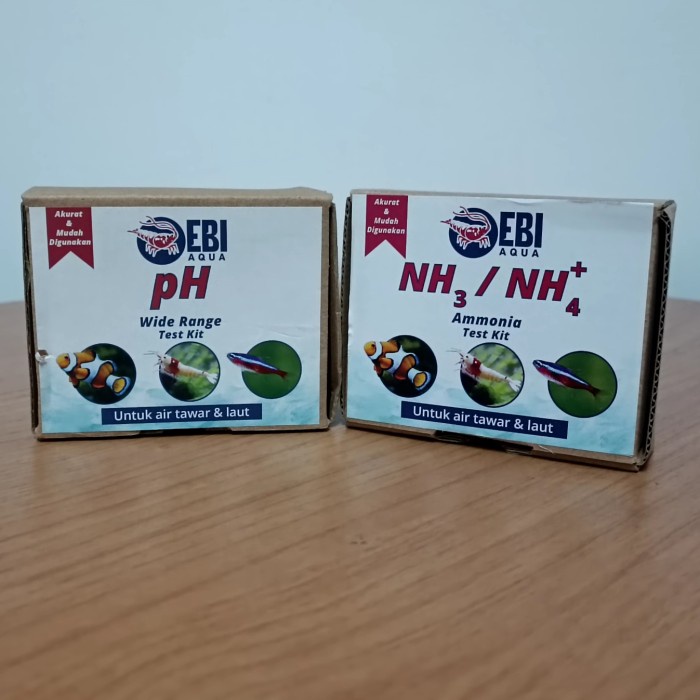 Akurat
&
Mudah
Digunakan
EBI
AQUA
pH
Wide Range
Test Kit
Untuk air tawar & laut
Akurat
&
Mudah
Digunakan
EBI
AQUA
NH₃ / NH₄⁺
Ammonia
Test Kit
Untuk air tawar & laut